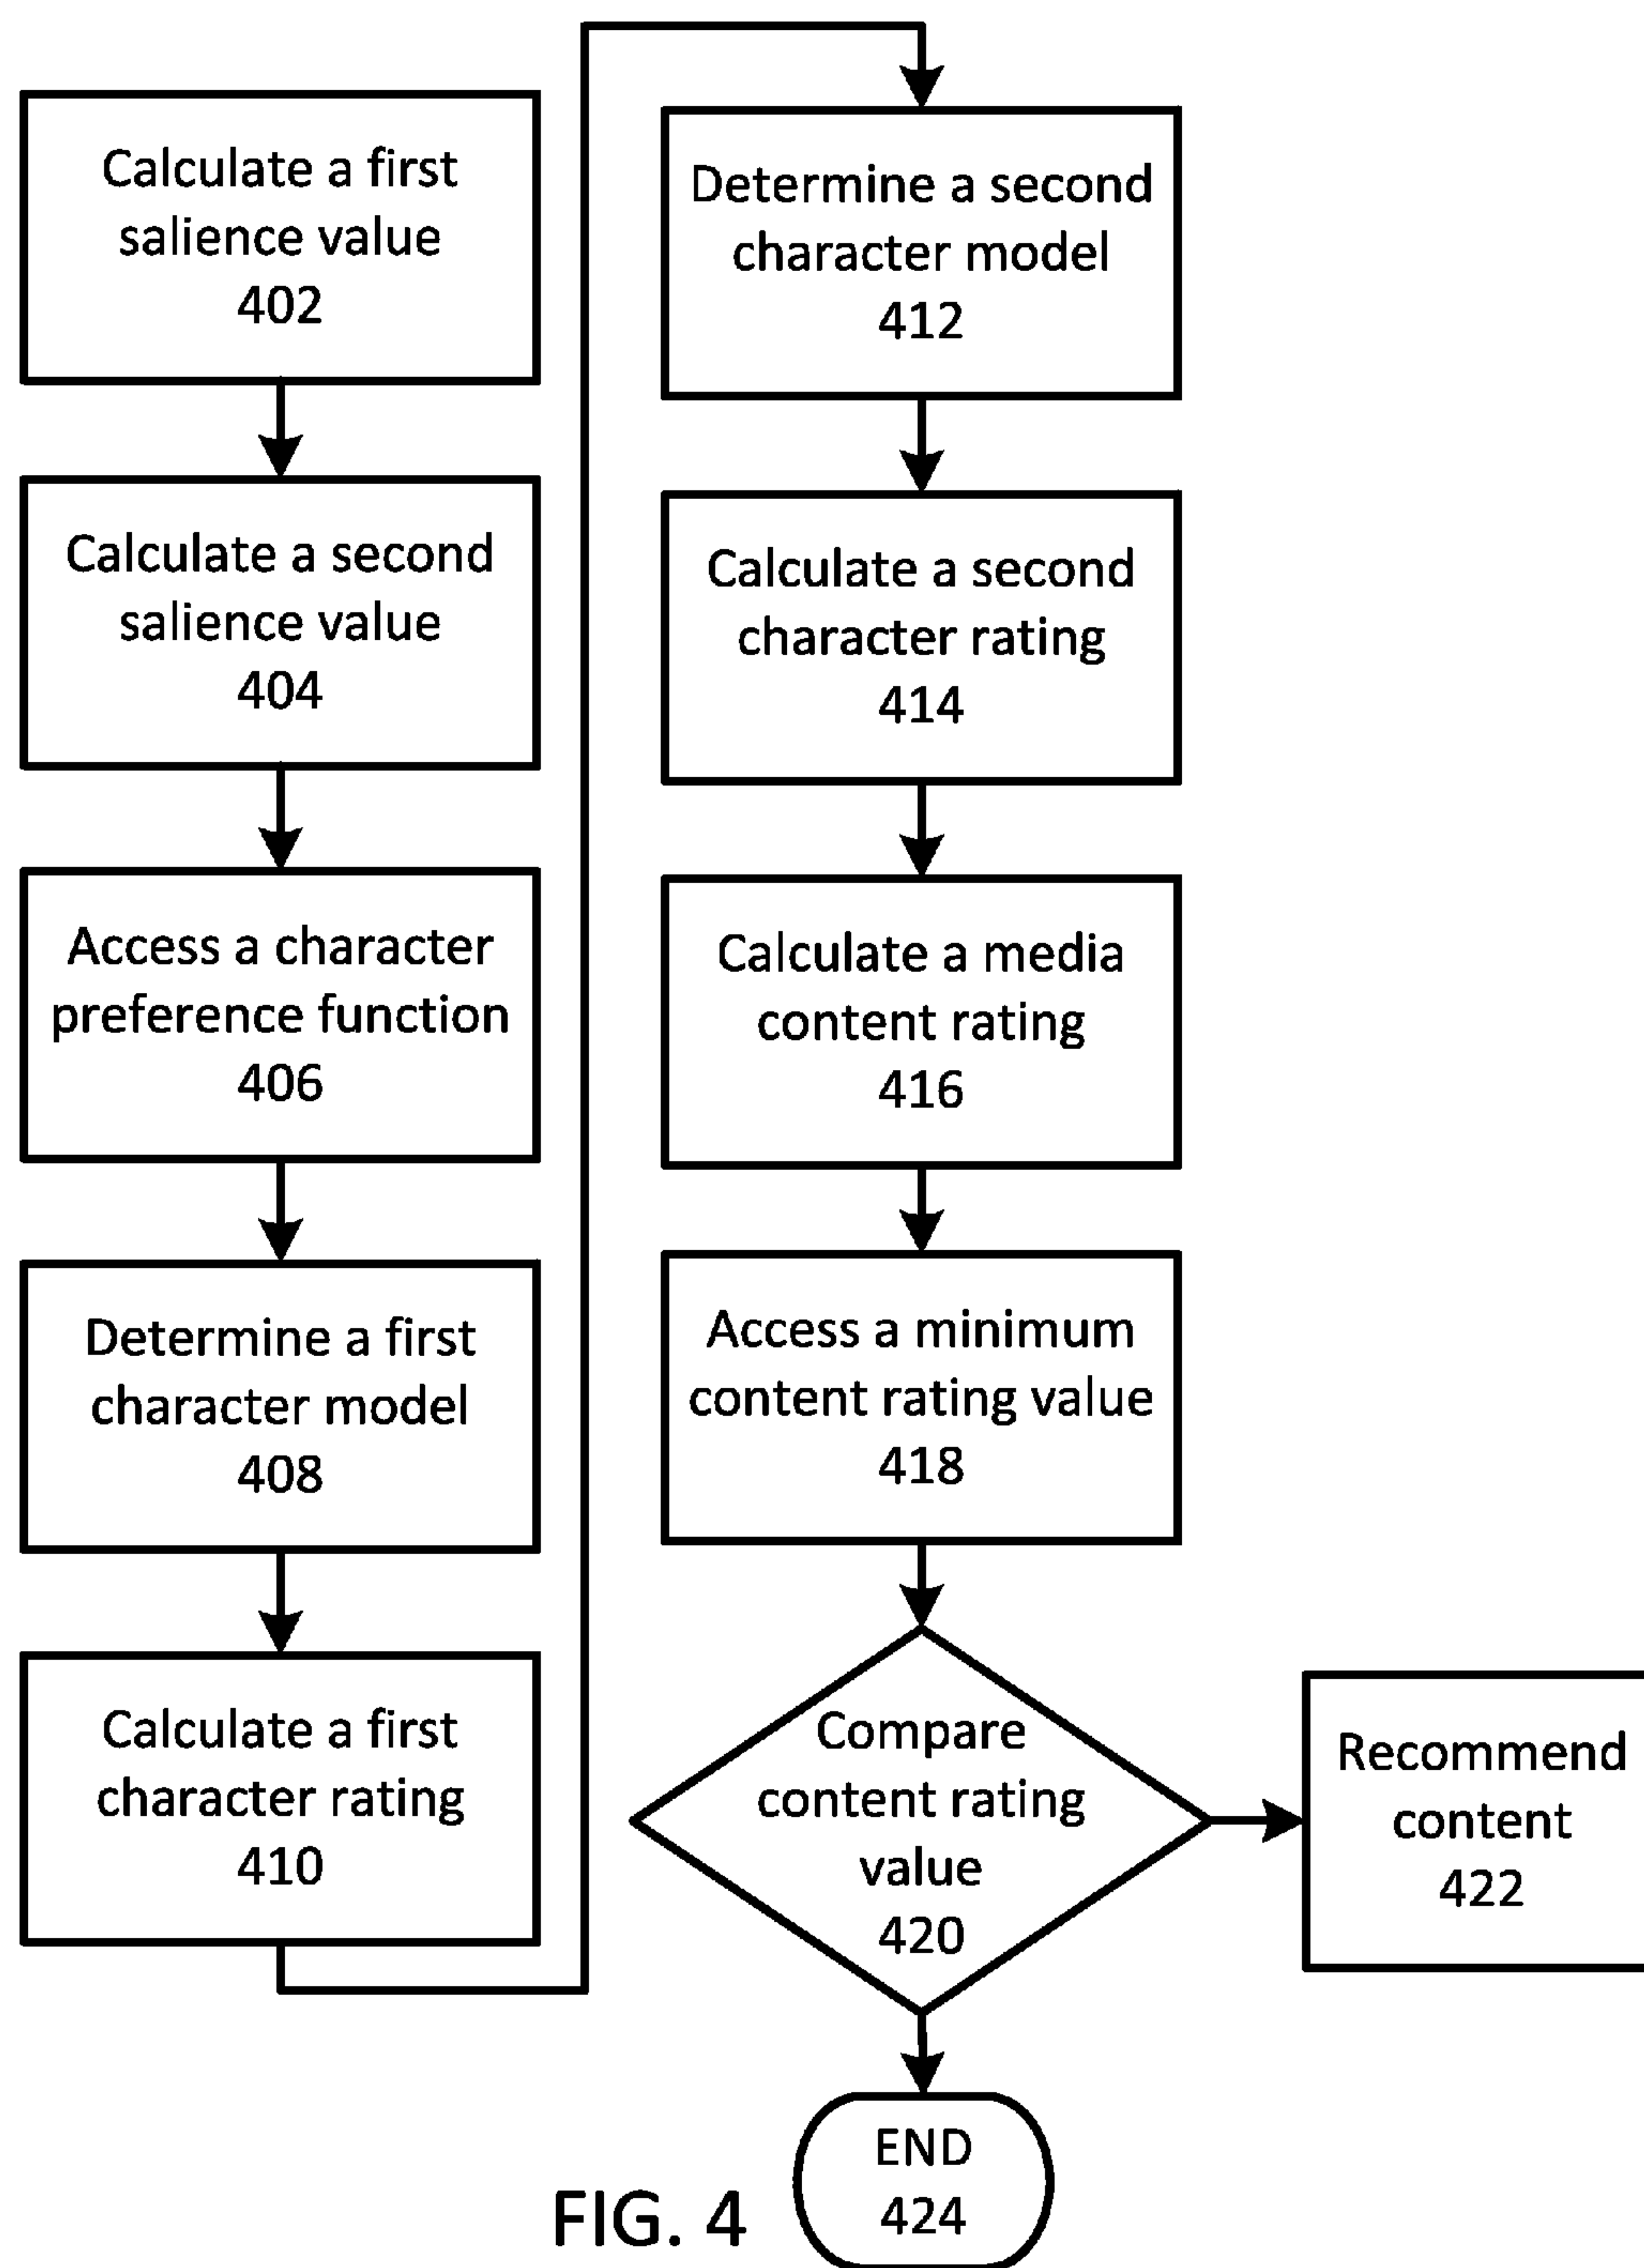 Calculate a first
salience value
402
Calculate a second
salience value
404
Access a character
preference function
406
Determine a first
character model
408
Calculate a first
character rating
410
Determine a second
character model
412
Calculate a second
character rating
414
Calculate a media
content rating
416
Access a minimum
content rating value
418
Compare
content rating
value
420
Recommend
content
422
END
424
FIG. 4